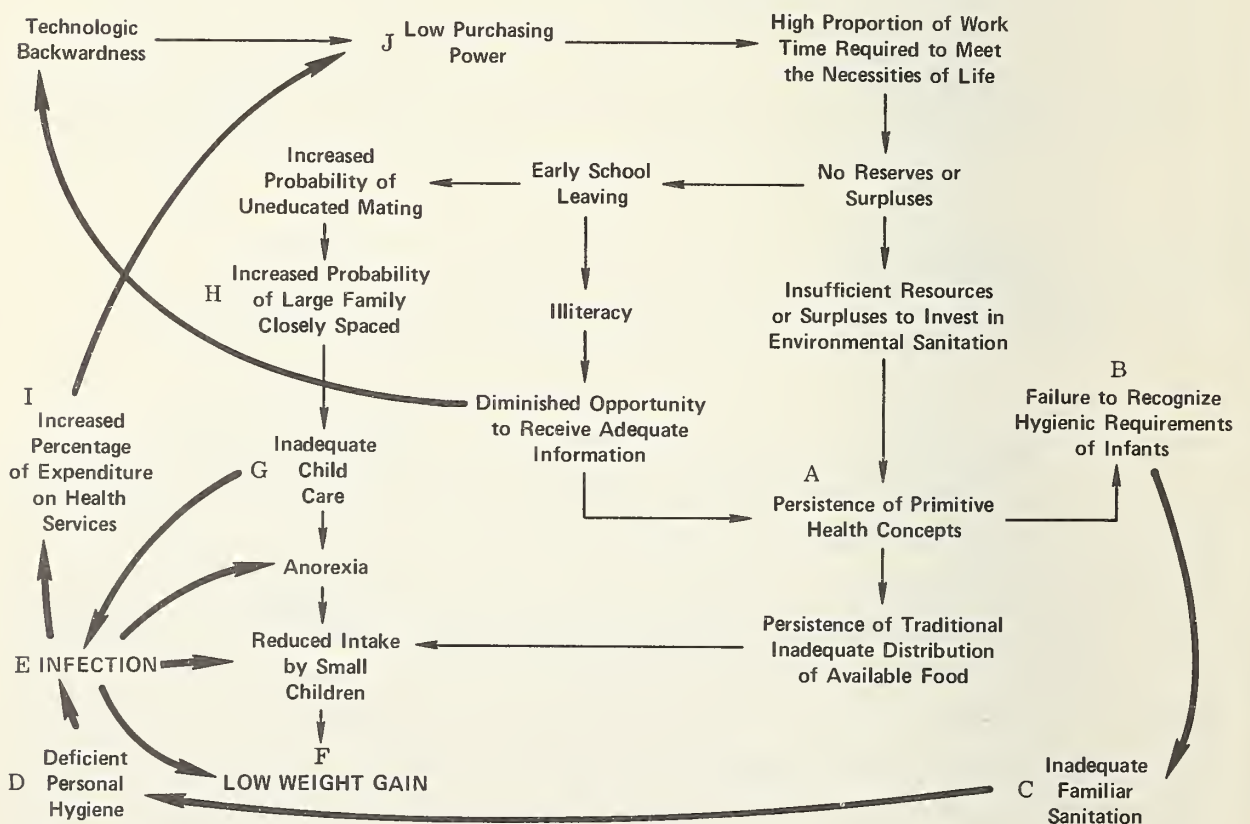 Technologic
Backwardness
J Low Purchasing
Power
High Proportion of Work
Time Required to Meet
the Necessities of Life
Increased
Probability of
Uneducated Mating
Early School
Leaving
No Reserves or
Surpluses
H
Increased Probability
of Large Family
Closely Spaced
Illiteracy
Insufficient Resources
or Surpluses to Invest in
Environmental Sanitation
I
Increased
Percentage
of Expenditure
on Health
Services
G
Inadequate
Child
Care
Diminished Opportunity
to Receive Adequate
Information
A
Persistence of Primitive
Health Concepts
B
Failure to Recognize
Hygienic Requirements
of Infants
Anorexia
E INFECTION
Reduced Intake
by Small
Children
Persistence of Traditional
Inadequate Distribution
of Available Food
D
Deficient
Personal
Hygiene
F
LOW WEIGHT GAIN
C
Inadequate
Familiar
Sanitation